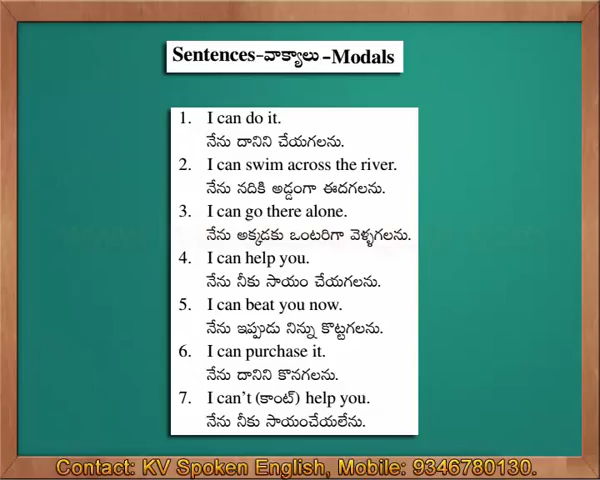 Sentences-వాక్యాలు -Modals
1. I can do it.
నేను దానిని చేయగలను.
2. I can swim across the river.
నేను నదికి అడ్డంగా ఈదగలను.
3. I can go there alone.
నేను అక్కడకు ఒంటరిగా వెళ్ళగలను.
4. I can help you.
నేను నీకు సాయం చేయగలను.
5. I can beat you now.
నేను ఇప్పుడు నిన్ను కొట్టగలను.
6. I can purchase it.
నేను దానిని కొనగలను.
7. I can't (కాంట్) help you.
నేను నీకు సాయంచేయలేను.
Contact: KV Spoken English, Mobile: 9346780130.